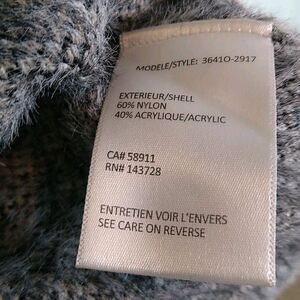 MODELE/STYLE: 3641O-2917
EXTERIEUR/SHELL
60% NYLON
40% ACRYLIQUE/ACRYLIC
CA# 58911
RN# 143728
ENTRETIEN VOIR L'ENVERS
SEE CARE ON REVERSE